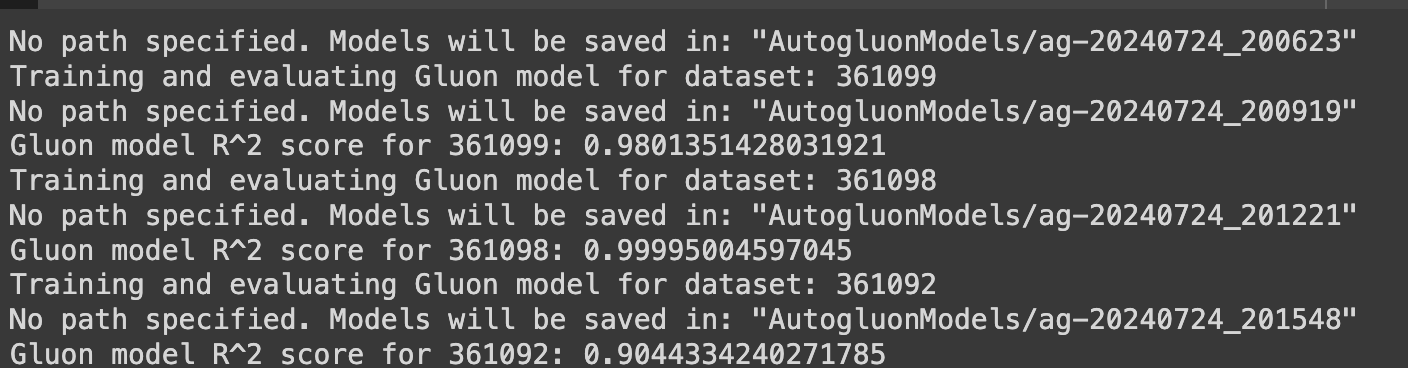 No path specified. Models will be saved in: "AutogluonModels/ag-20240724_200623"
Training and evaluating Gluon model for dataset: 361099
No path specified. Models will be saved in: "AutogluonModels/ag-20240724_200919"
Gluon model R^2 score for 361099: 0.9801351428031921
Training and evaluating Gluon model for dataset: 361098
No path specified. Models will be saved in: "AutogluonModels/ag-20240724_201221"
Gluon model R^2 score for 361098: 0.99995004597045
Training and evaluating Gluon model for dataset: 361092
No path specified. Models will be saved in: "AutogluonModels/ag-20240724_201548"
Gluon model R^2 score for 361092: 0.9044334240271785